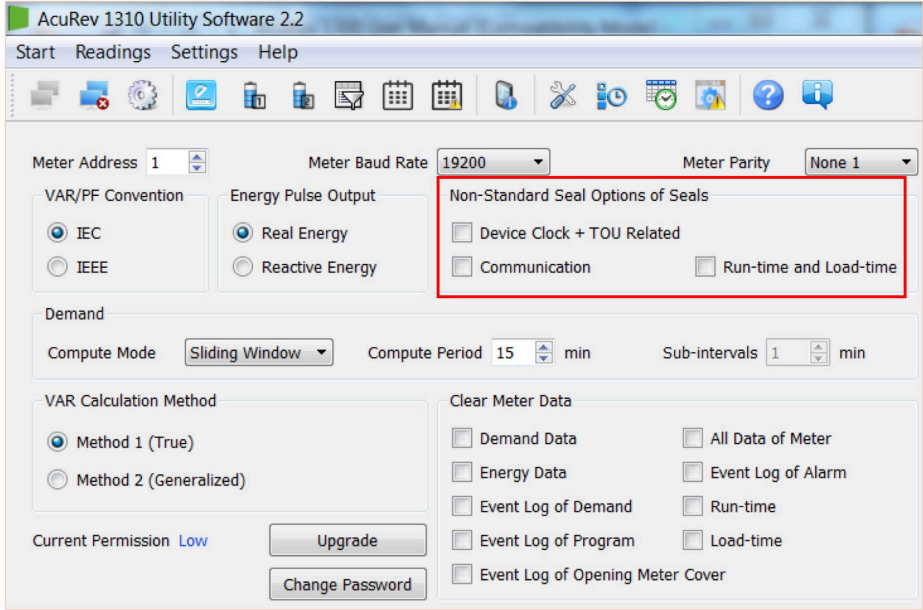 AcuRev 1310 Utility Software 2.2
Start Readings Settings Help
Meter Address 1 Meter Baud Rate 19200 Meter Parity None 1
VAR/PF Convention Energy Pulse Output Non-Standard Seal Options of Seals
IEC Real Energy Device Clock + TOU Related
IEEE Reactive Energy Communication Run-time and Load-time
Demand
Compute Mode Sliding Window Compute Period 15 min Sub-intervals 1 min
VAR Calculation Method Clear Meter Data
Method 1 (True) Demand Data All Data of Meter
Method 2 (Generalized) Energy Data Event Log of Alarm
Event Log of Demand Run-time
Current Permission Low Upgrade Event Log of Program Load-time
Change Password Event Log of Opening Meter Cover